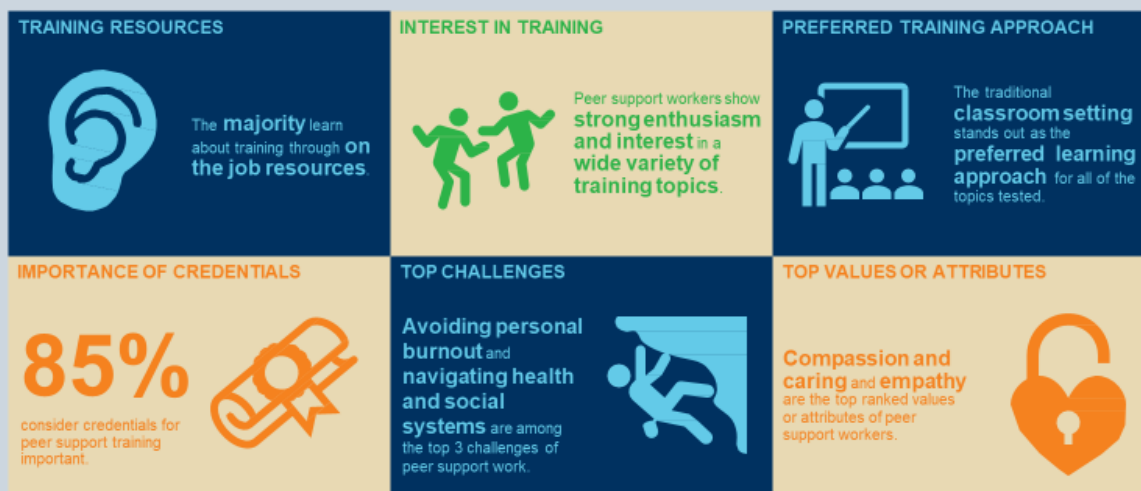 TRAINING RESOURCES
The majority learn
about training through on
the job resources.
INTEREST IN TRAINING
Peer support workers show
strong enthusiasm
and interest in a
wide variety of
training topics.
PREFERRED TRAINING APPROACH
The traditional
classroom setting
stands out as the
preferred learning
approach for all of the
topics tested.
IMPORTANCE OF CREDENTIALS
85%
consider credentials for
peer support training
important.
TOP CHALLENGES
Avoiding personal
burnout and
navigating health
and social
systems are among
the top 3 challenges of
peer support work.
TOP VALUES OR ATTRIBUTES
Compassion and
caring and empathy
are the top ranked values
or attributes of peer
support workers.